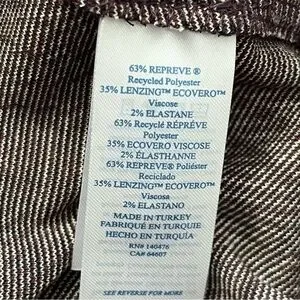 63% REPREVE ®
Recycled Polyester
35% LENZING™ ECOVERO™
Viscose
2% ELASTANE
63% Recyclé RÉPRÉVE
Polyester
35% ECOVERO VISCOSE
2% ÉLASTHANNE
63% REPREVE® Poliéster
Reciclado
35% LENZING™ ECOVERO™
Viscosa
2% ELASTANO
MADE IN TURKEY
FABRIQUÉ EN TURQUIE
HECHO EN TURQUÍA
RN# 140476
CA# 64607
SEE REVERSE FOR MORE